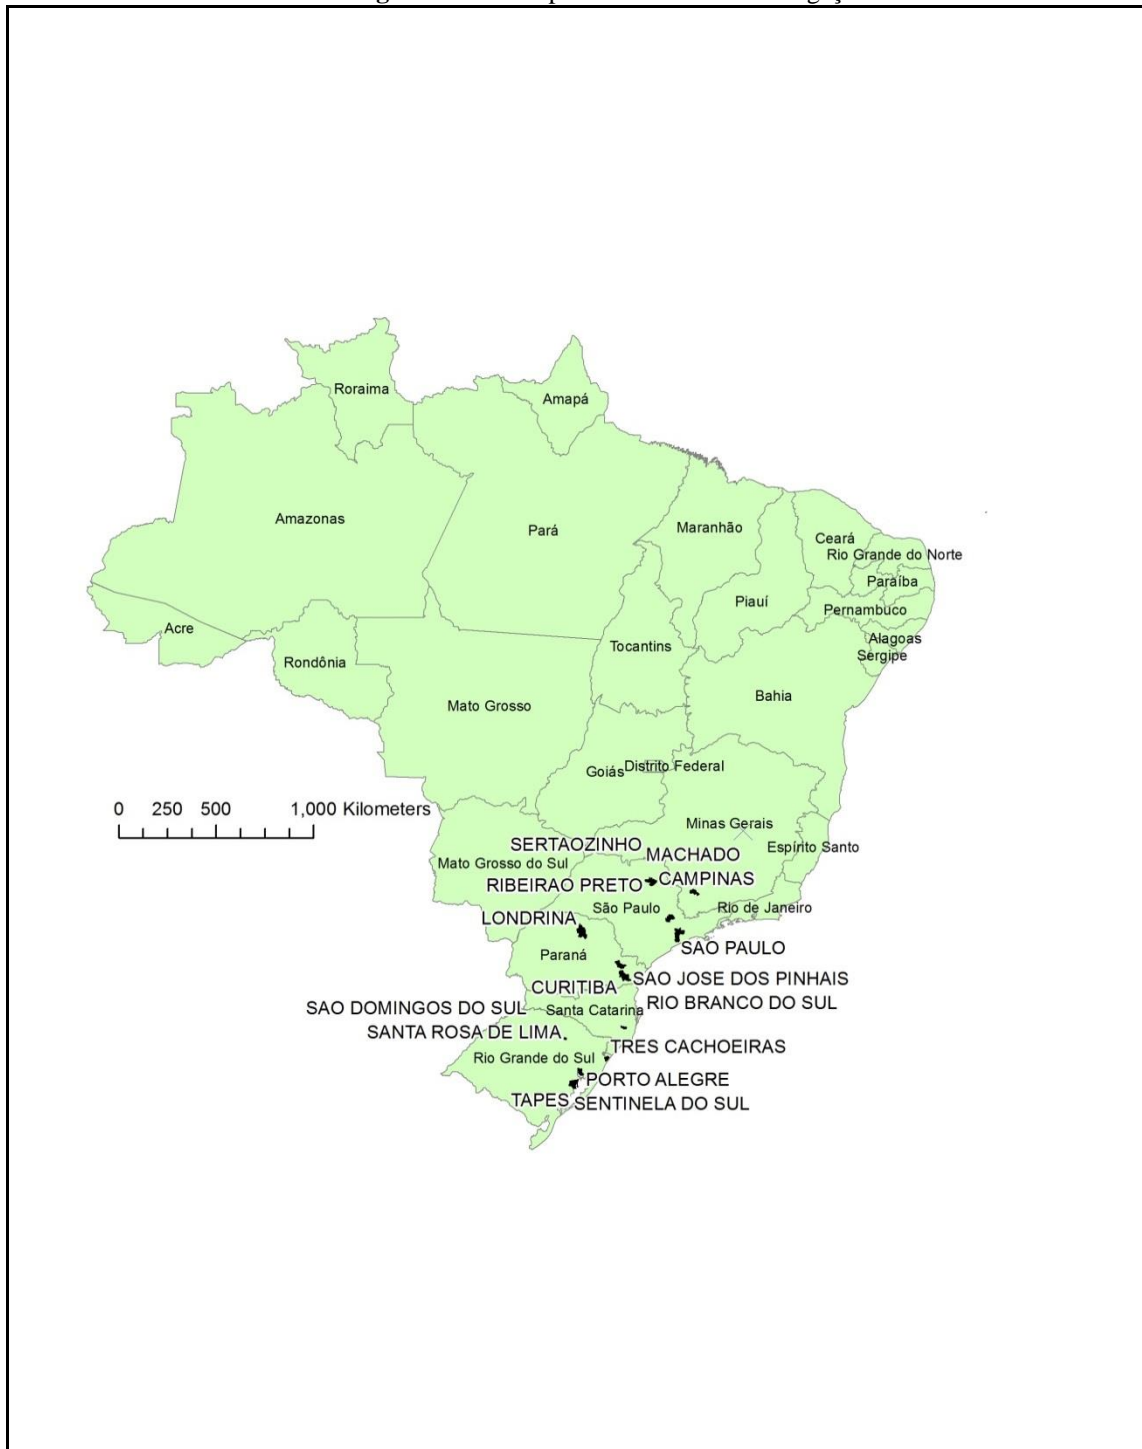 Roraima
Amapá
Amazonas
Pará
Maranhão
Ceará
Rio Grande do Norte
Paraíba
Piauí
Pernambuco
Acre
Alagoas
Tocantins
Sergipe
Rondônia
Bahia
Mato Grosso
Goiás
Distrito Federal
0 250 500 1,000 Kilometers
Minas Gerais
SERTAOZINHO
Espírito Santo
MACHADO
Mato Grosso do Sul
CAMPINAS
RIBEIRAO PRETO
São Paulo
Rio de Janeiro
LONDRINA
SAO PAULO
Paraná
SAO JOSE DOS PINHAIS
CURITIBA
RIO BRANCO DO SUL
SAO DOMINGOS DO SUL
Santa Catarina
SANTA ROSA DE LIMA
TRES CACHOEIRAS
Rio Grande do Sul
PORTO ALEGRE
TAPES
SENTINELA DO SUL